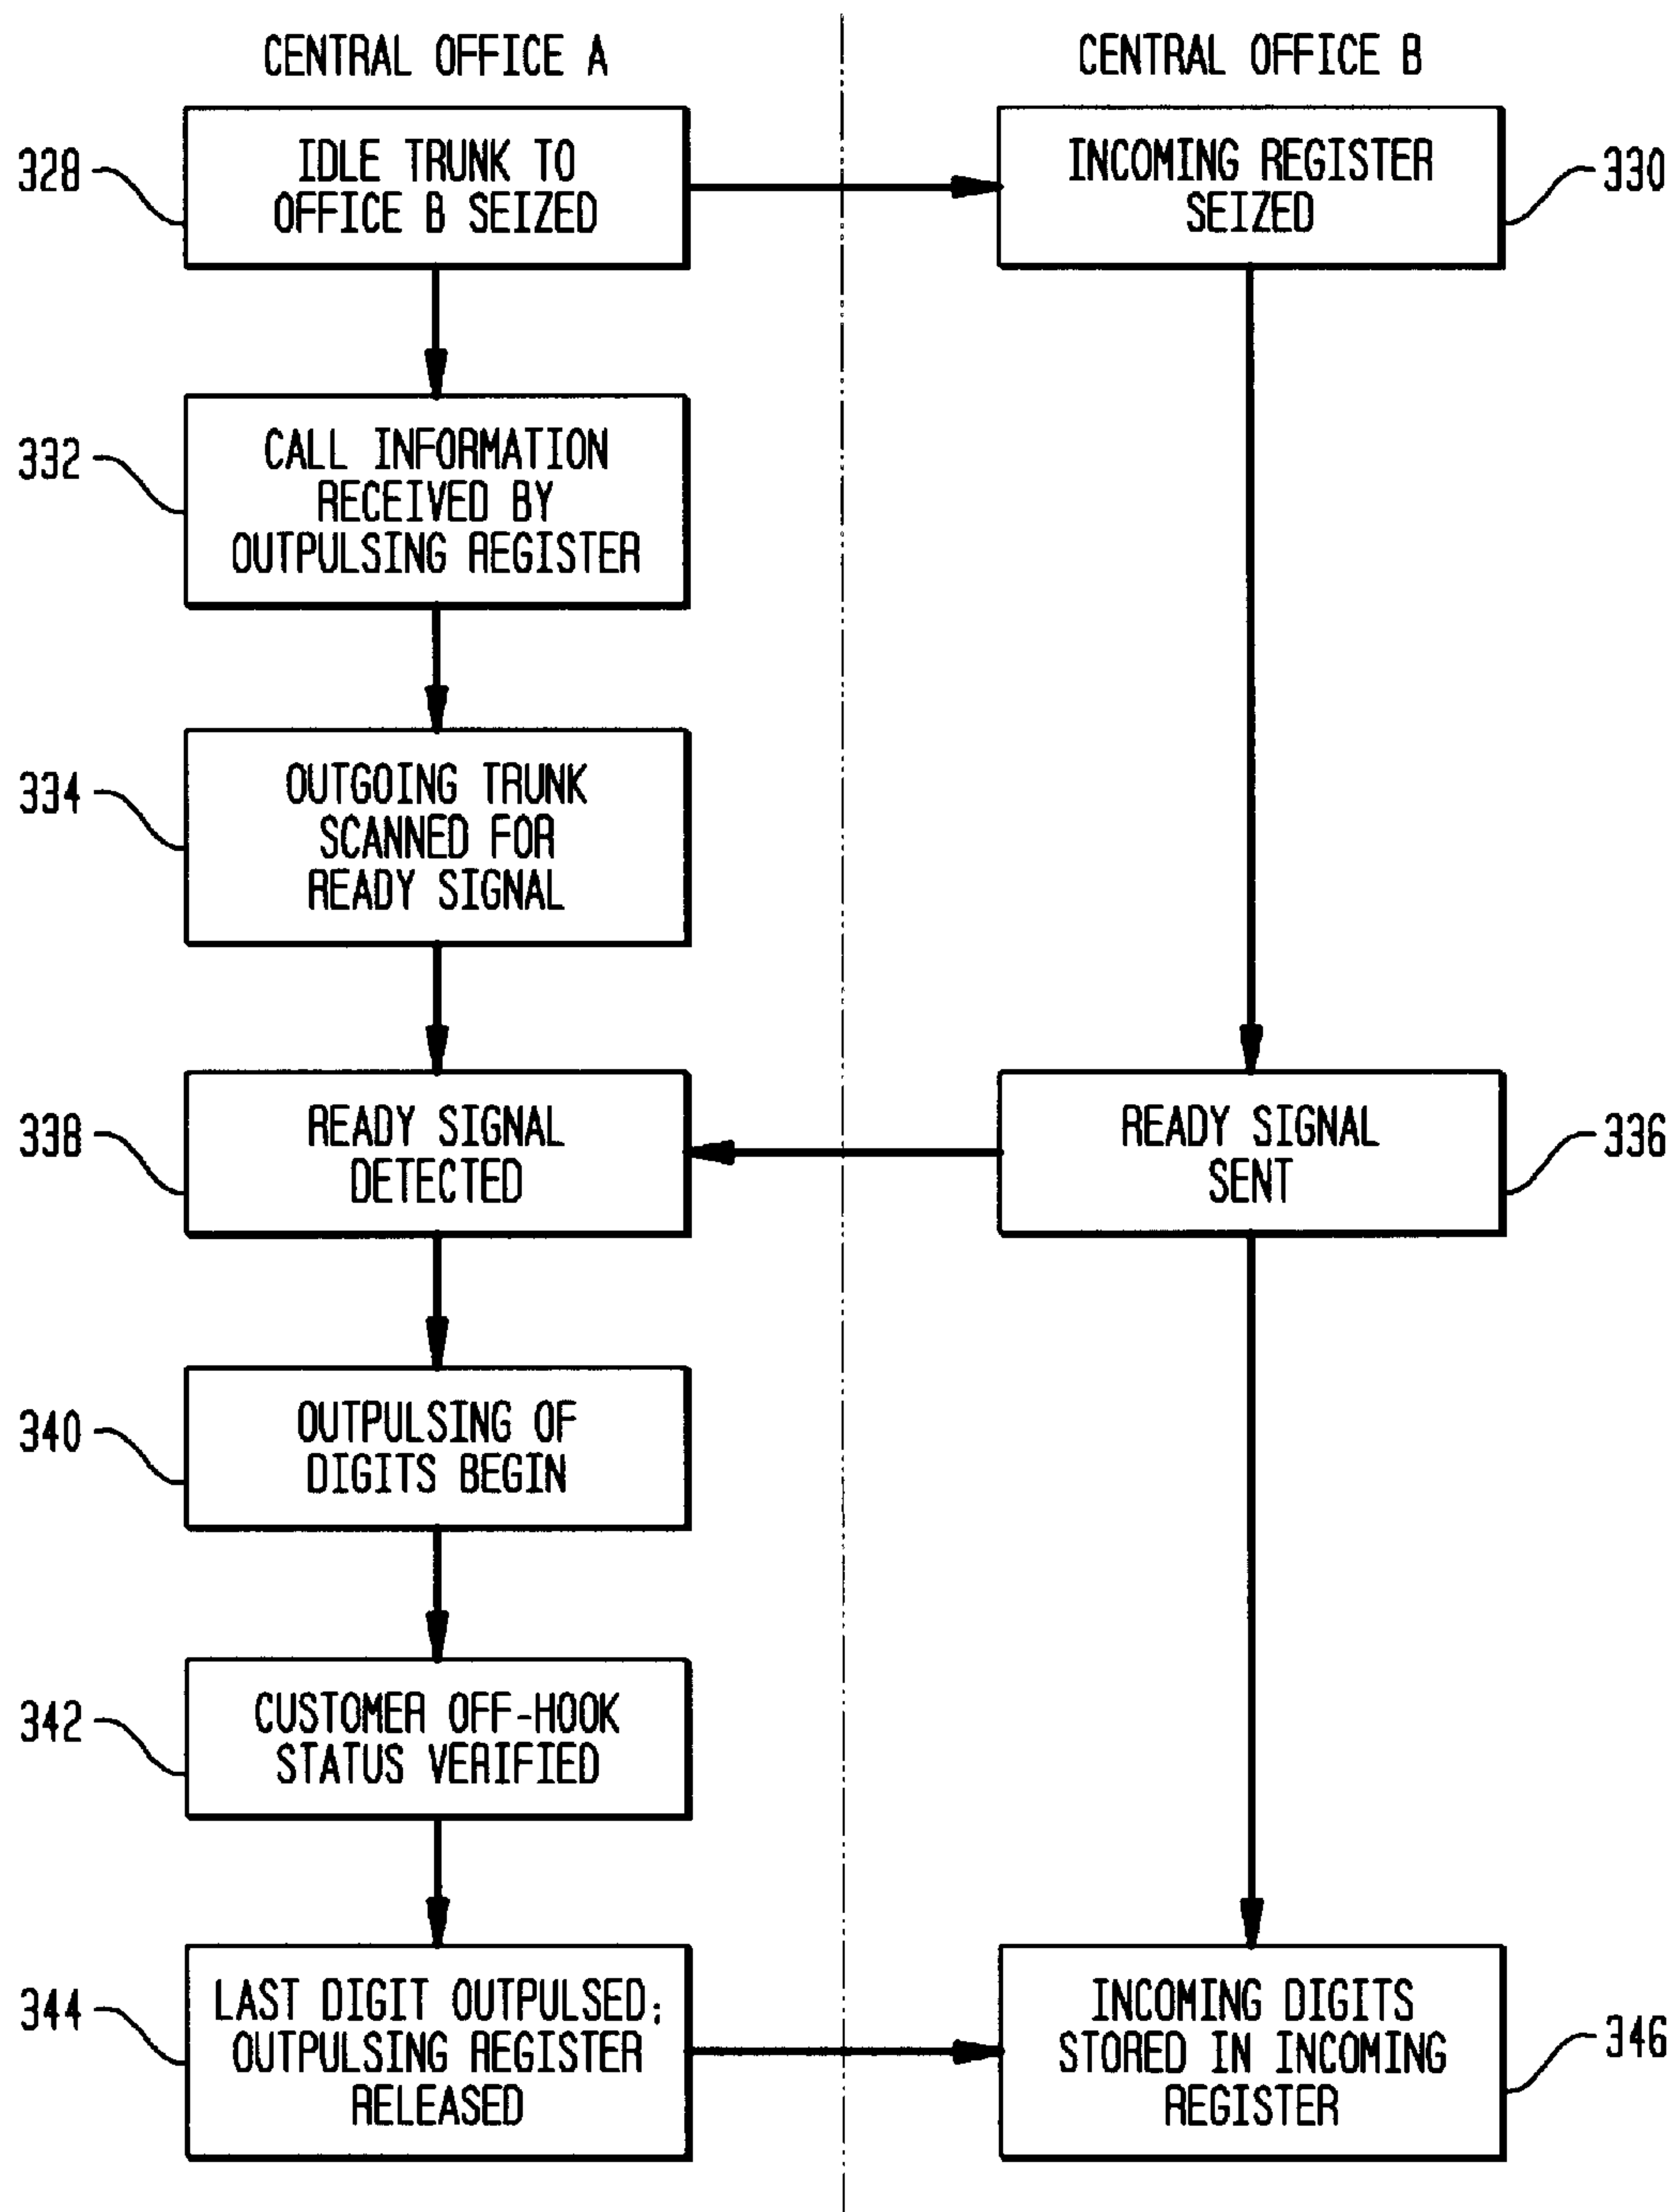 CENTRAL OFFICE A
CENTRAL OFFICE B
328
IDLE TRUNK TO
OFFICE B SEIZED
INCOMING REGISTER
SEIZED
330
332
CALL INFORMATION
RECEIVED BY
OUTPULSING REGISTER
334
OUTGOING TRUNK
SCANNED FOR
READY SIGNAL
338
READY SIGNAL
DETECTED
READY SIGNAL
SENT
336
340
OUTPULSING OF
DIGITS BEGIN
342
CUSTOMER OFF-HOOK
STATUS VERIFIED
344
LAST DIGIT OUTPULSED;
OUTPULSING REGISTER
RELEASED
INCOMING DIGITS
STORED IN INCOMING
REGISTER
346